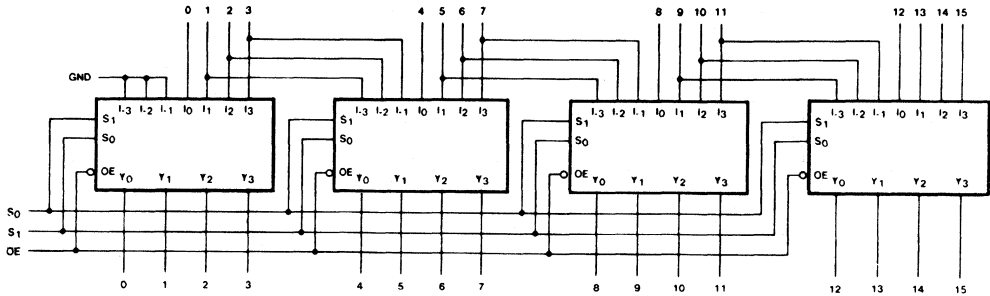 0 1 2 3 4 5 6 7 8 9 10 11 12 13 14 15
GND
I-3 I-2 I-1 I0 I1 I2 I3 I-3 I-2 I-1 I0 I1 I2 I3 I-3 I-2 I-1 I0 I1 I2 I3 I-3 I-2 I-1 I0 I1 I2 I3
S1 S1 S1 S1
S0 S0 S0 S0
OE Y0 Y1 Y2 Y3 OE Y0 Y1 Y2 Y3 OE Y0 Y1 Y2 Y3 OE Y0 Y1 Y2 Y3
S0
S1
OE
0 1 2 3 4 5 6 7 8 9 10 11 12 13 14 15